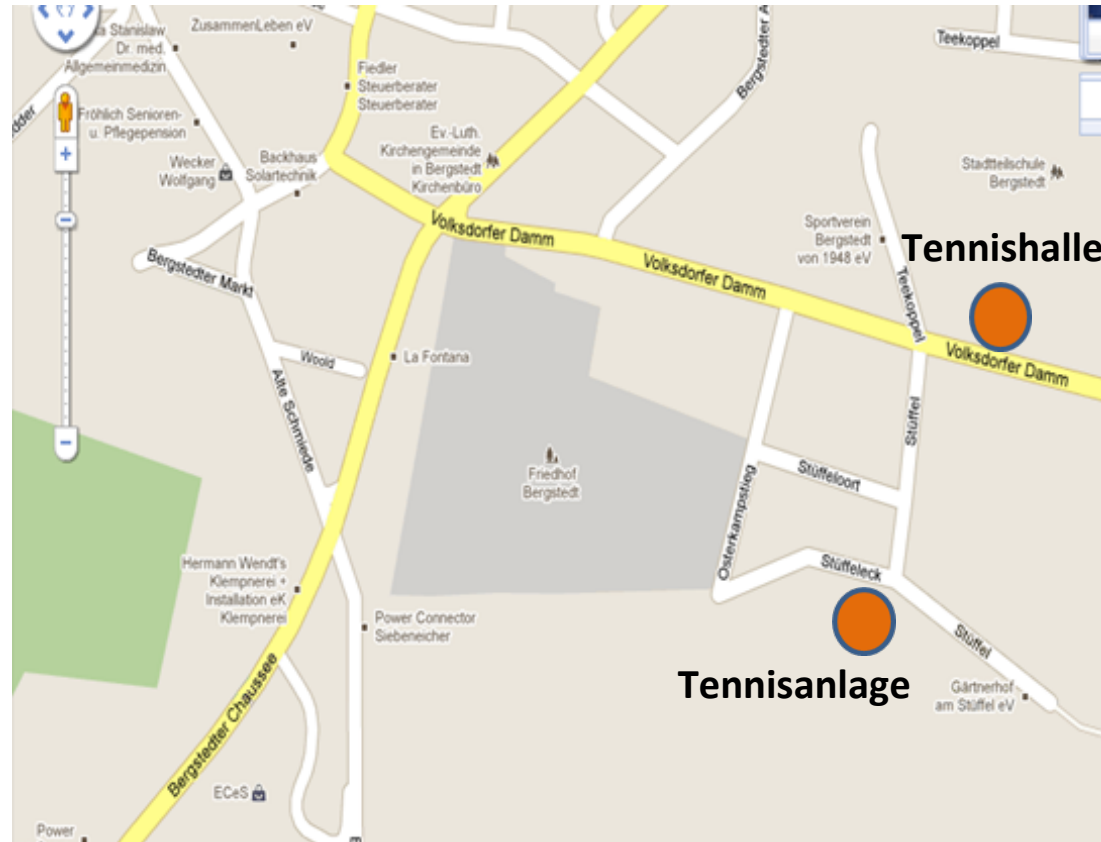 ZusammenLeben eV
Stanislaw
Dr. med.
Allgemeinmedizin
Teekoppel
Fiedler
Steuerberater
Steuerberater
Fröhlich Senioren-
u. Pflegepension
Wecker
Wolfgang
Backhaus
Solartechnik
Ev.-Luth.
Kirchengemeinde
in Bergstedt
Kirchenbüro
Stadtteilschule
Bergstedt
Volksdorfer Damm
Sportverein
Bergstedt
von 1948 eV
Tennishalle
Bergstedter Markt
Volksdorfer Damm
Teekoppel
Woold
La Fontana
Volksdorfer Damm
Alte Schmiede
Stüffel
Friedhof
Bergstedt
Stüffeloort
Osterkampstieg
Hermann Wendt's
Klempnerei +
Installation eK
Klempnerei
Stüffeleck
Power Connector
Siebeneicher
Stüffel
Tennisanlage
Gärtnerhof
am Stüffel eV
Bergstedter Chaussee
ECeS
Power